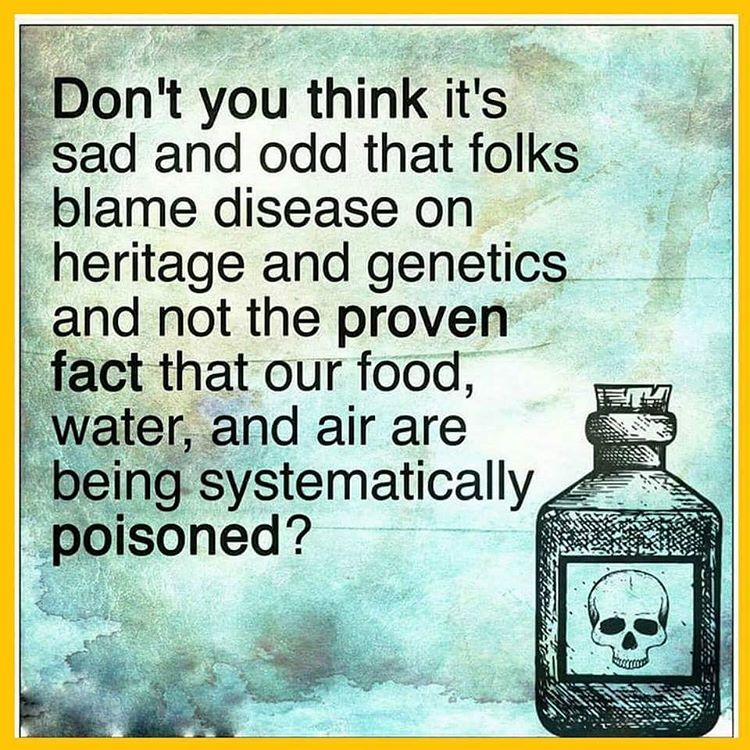 Don't you think it's
sad and odd that folks
blame disease on
heritage and genetics
and not the proven
fact that our food,
water, and air are
being systematically
poisoned?